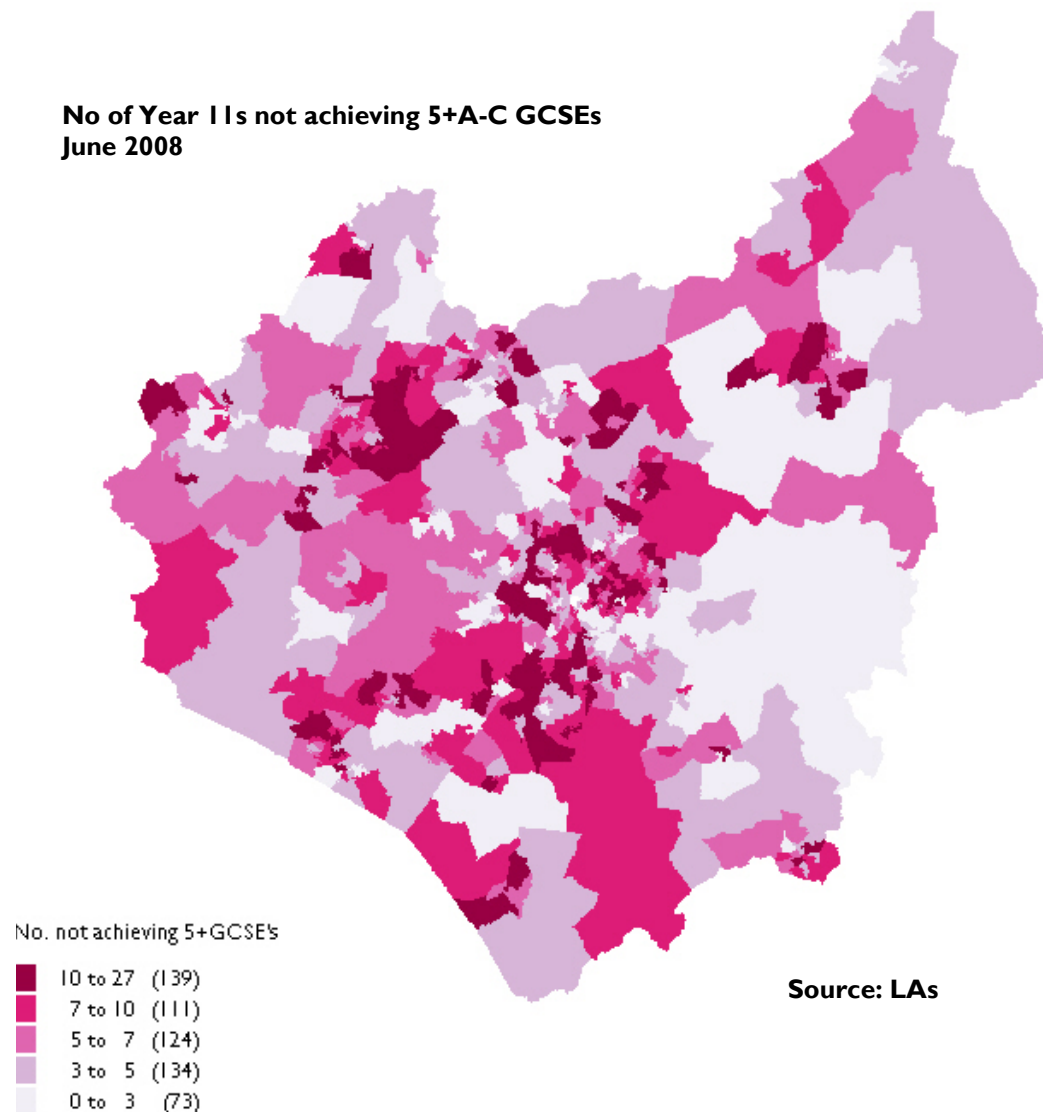 No of Year 11s not achieving 5+A-C GCSEs
June 2008
No. not achieving 5+GCSE's
10 to 27 (139)
7 to 10 (111)
5 to 7 (124)
3 to 5 (134)
0 to 3 (73)
Source: LAs